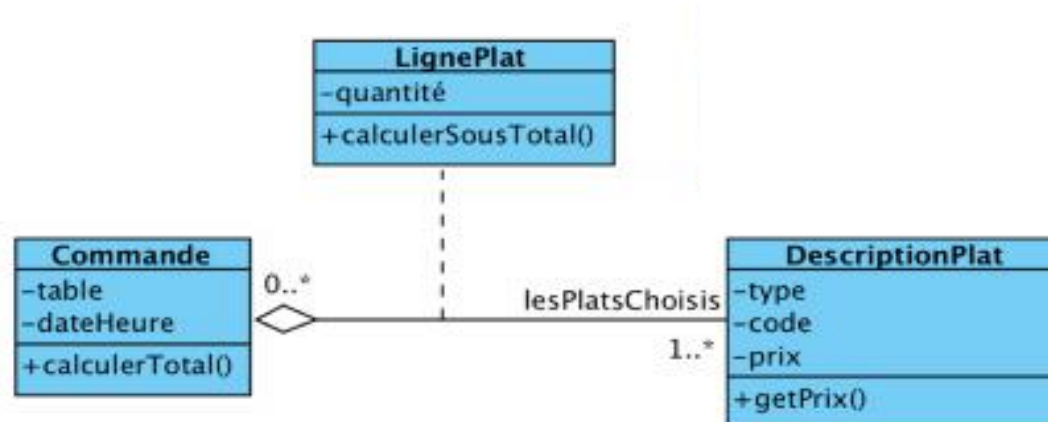 LignePlat
-quantité
+calculerSousTotal()
Commande
-table
-dateHeure
+calculerTotal()
0..*
lesPlatsChoisis
1..*
DescriptionPlat
-type
-code
-prix
+getPrix()